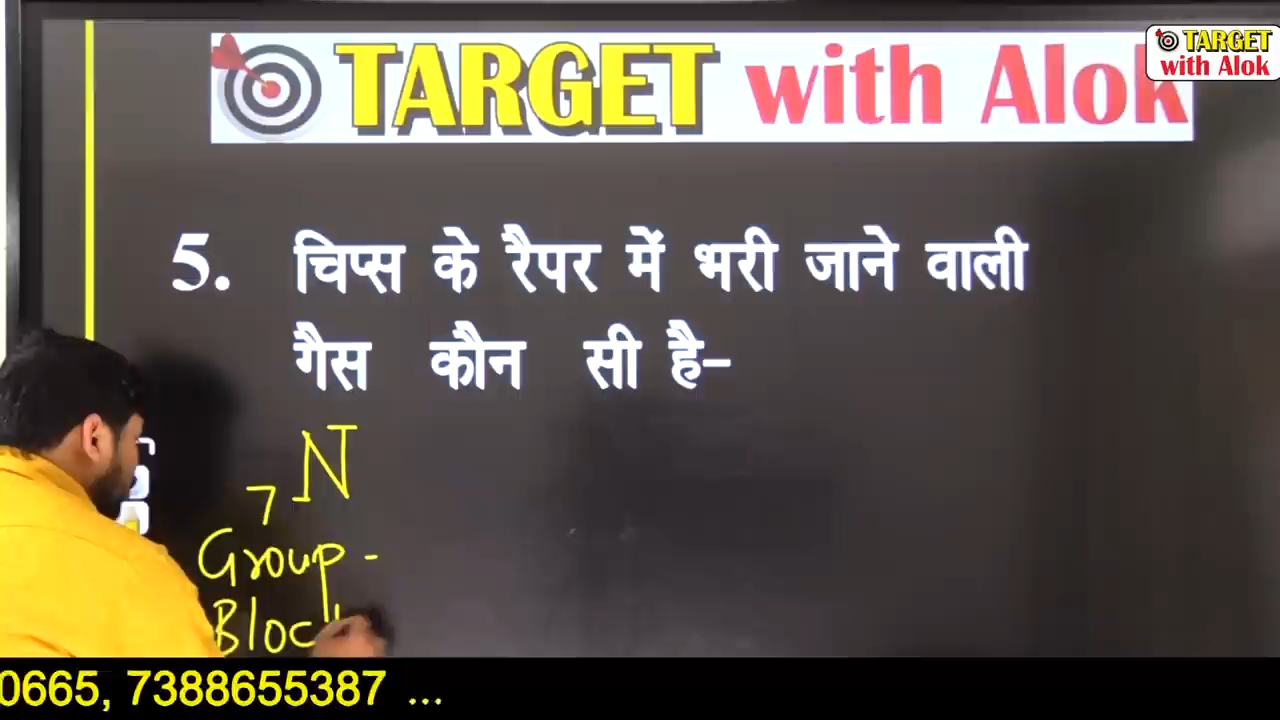 TARGET with Alok
TARGET
with Alok
5. चिप्स के रैपर में भरी जाने वाली
गैस कौन सी है-
N
7
Group -
0665, 7388655387 ...